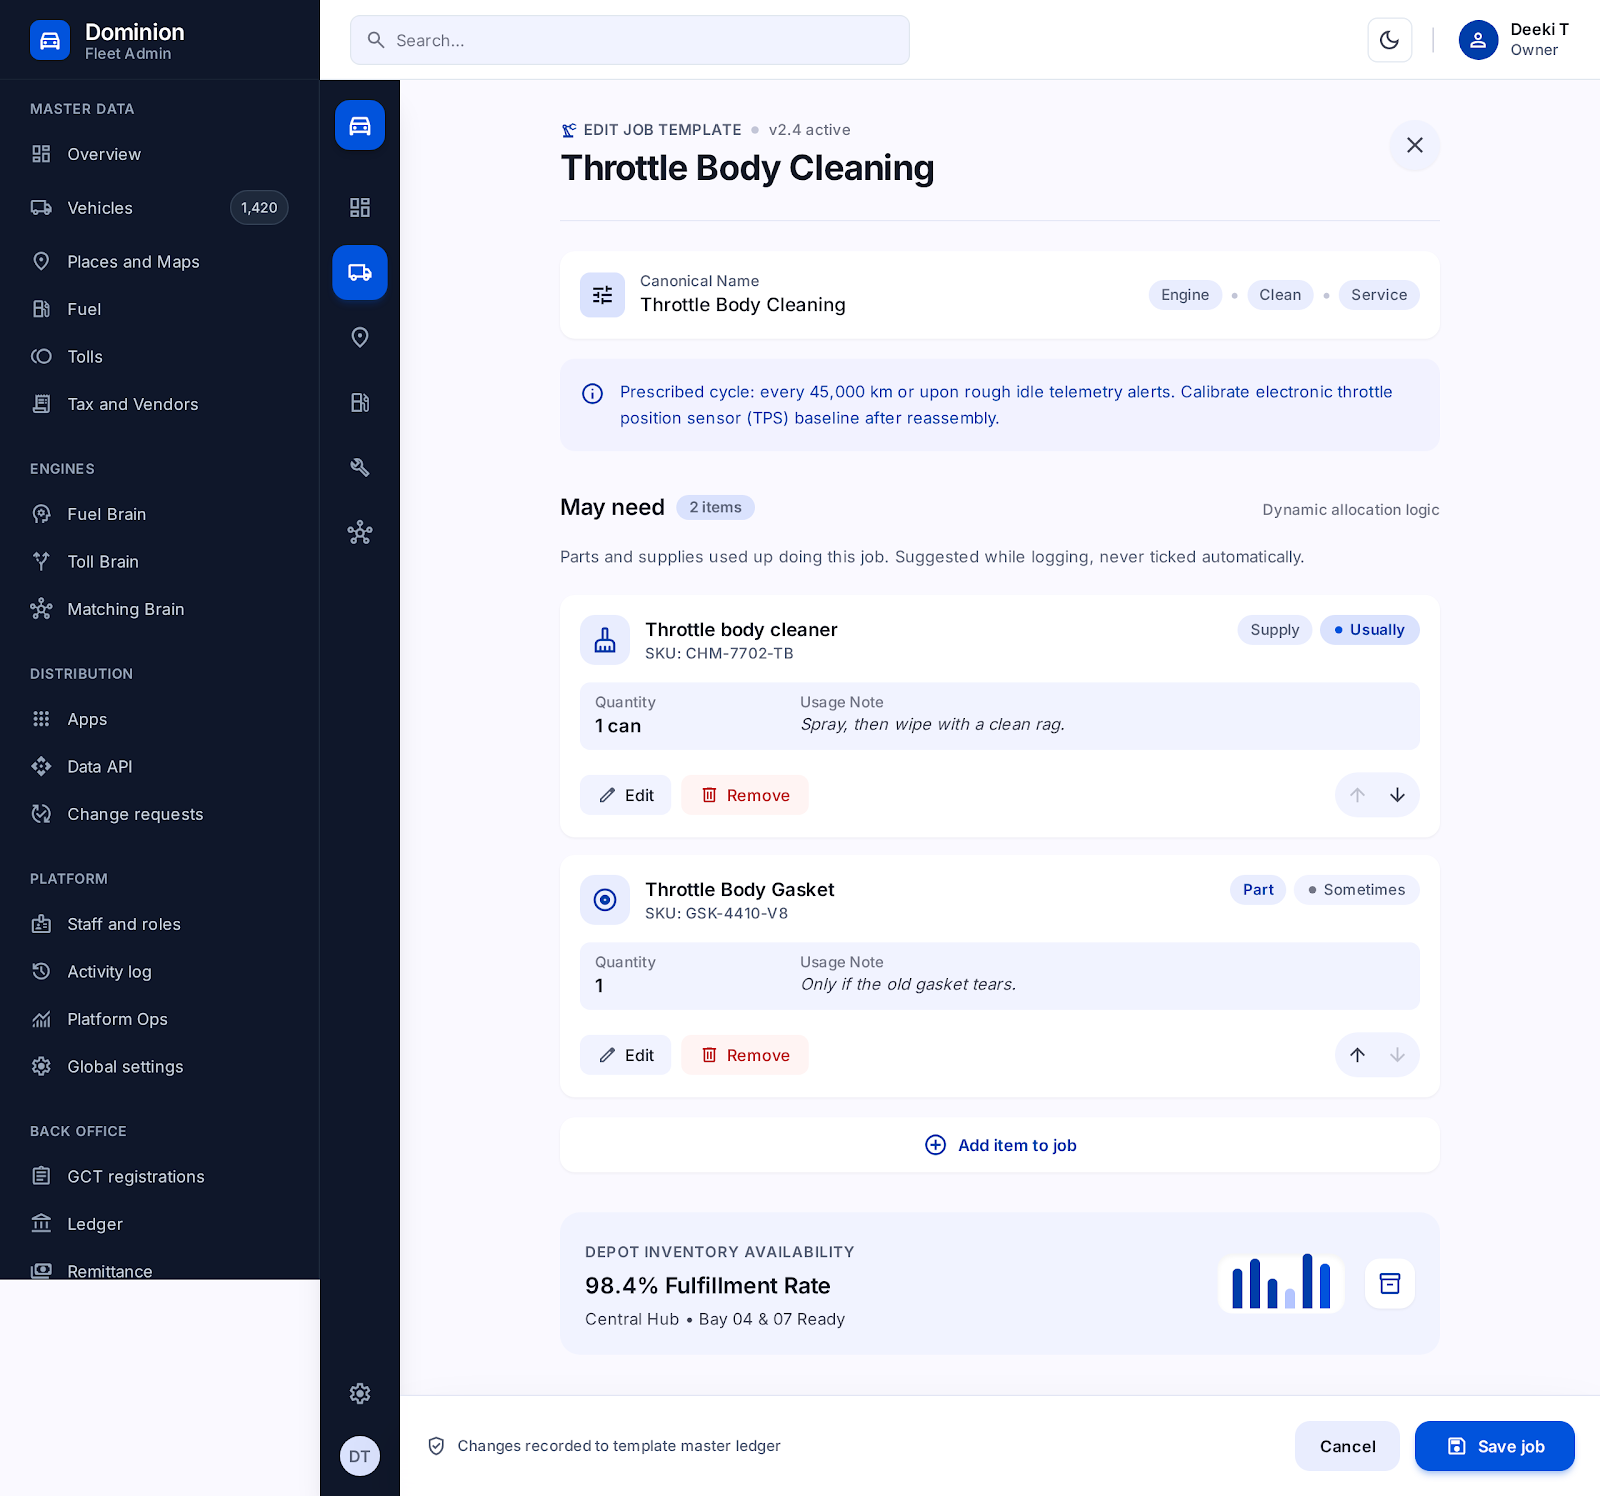 Dominion
Fleet Admin
Search...
Deeki T
Owner
MASTER DATA
Overview
Vehicles
1,420
Places and Maps
Fuel
Tolls
Tax and Vendors
ENGINES
Fuel Brain
Toll Brain
Matching Brain
DISTRIBUTION
Apps
Data API
Change requests
PLATFORM
Staff and roles
Activity log
Platform Ops
Global settings
BACK OFFICE
GCT registrations
Ledger
Remittance
DT
EDIT JOB TEMPLATE • v2.4 active
Throttle Body Cleaning
Canonical Name
Throttle Body Cleaning
Engine • Clean • Service
Prescribed cycle: every 45,000 km or upon rough idle telemetry alerts. Calibrate electronic throttle
position sensor (TPS) baseline after reassembly.
May need
2 items
Dynamic allocation logic
Parts and supplies used up doing this job. Suggested while logging, never ticked automatically.
Throttle body cleaner
SKU: CHM-7702-TB
Supply
• Usually
Quantity
1 can
Usage Note
Spray, then wipe with a clean rag.
Edit
Remove
Throttle Body Gasket
SKU: GSK-4410-V8
Part
• Sometimes
Quantity
1
Usage Note
Only if the old gasket tears.
Edit
Remove
Add item to job
DEPOT INVENTORY AVAILABILITY
98.4% Fulfillment Rate
Central Hub • Bay 04 & 07 Ready
Changes recorded to template master ledger
Cancel
Save job